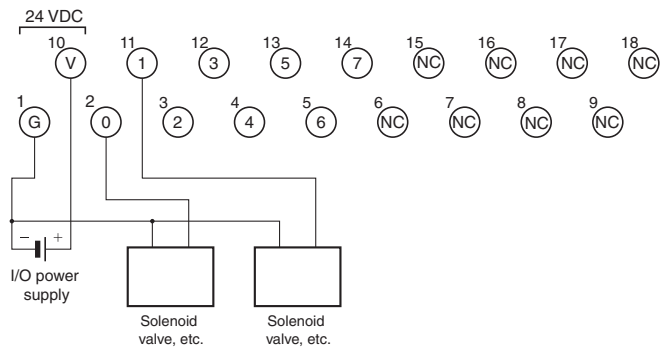 24 VDC
10 11 12 13 14 15 16 17 18
V 1 3 5 7 NC NC NC NC
1 2 3 4 5 6 7 8 9
G 0 2 4 6 NC NC NC NC
− +
I/O power
supply
Solenoid
valve, etc.
Solenoid
valve, etc.